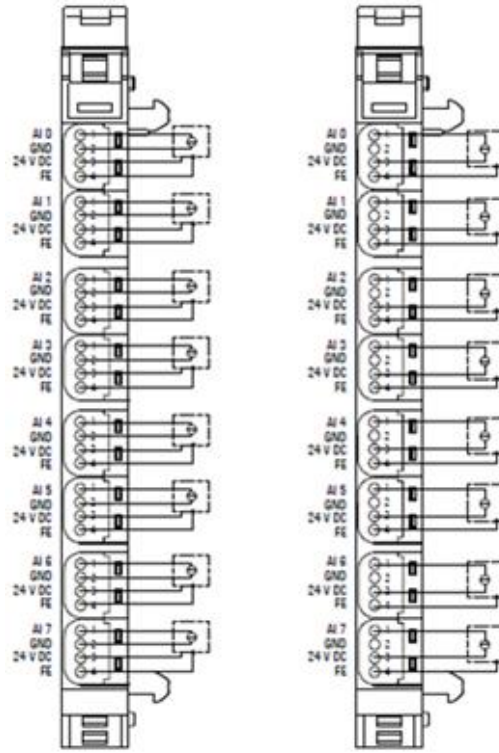 AI 0
GND
24 V DC
FE
AI 1
GND
24 V DC
FE
AI 2
GND
24 V DC
FE
AI 3
GND
24 V DC
FE
AI 4
GND
24 V DC
FE
AI 5
GND
24 V DC
FE
AI 6
GND
24 V DC
FE
AI 7
GND
24 V DC
FE
AI 0
GND
24 V DC
FE
AI 1
GND
24 V DC
FE
AI 2
GND
24 V DC
FE
AI 3
GND
24 V DC
FE
AI 4
GND
24 V DC
FE
AI 5
GND
24 V DC
FE
AI 6
GND
24 V DC
FE
AI 7
GND
24 V DC
FE